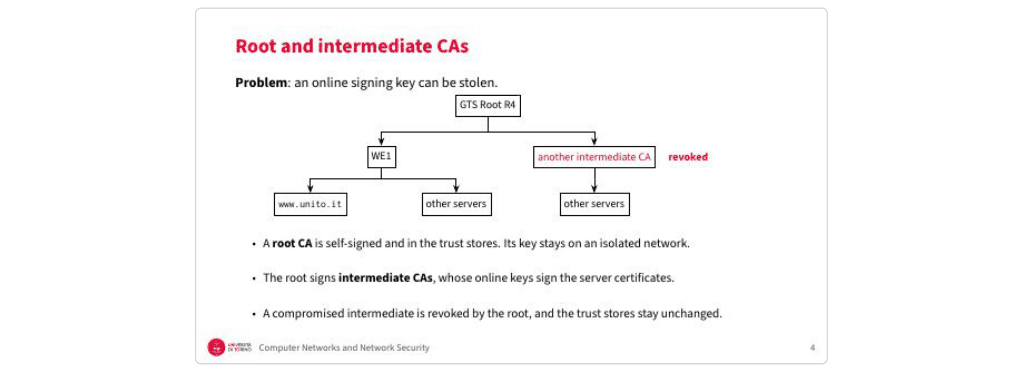 Root and intermediate CAs
Problem: an online signing key can be stolen.
GTS Root R4
WE1
another intermediate CA
revoked
www.unito.it
other servers
other servers
• A root CA is self-signed and in the trust stores. Its key stays on an isolated network.
• The root signs intermediate CAs, whose online keys sign the server certificates.
• A compromised intermediate is revoked by the root, and the trust stores stay unchanged.
UNIVERSITÀ
DI TORINO
Computer Networks and Network Security
4